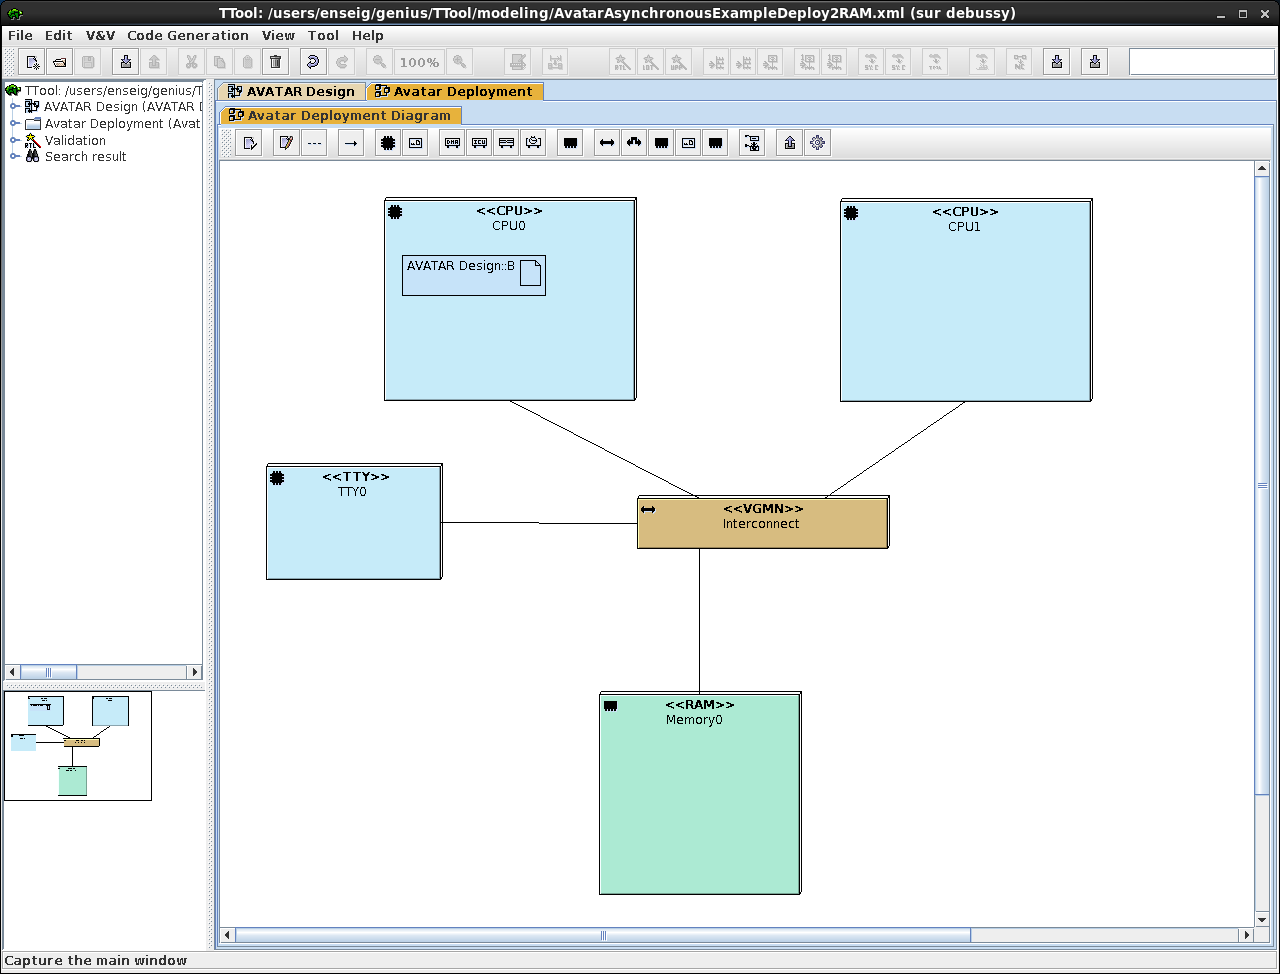 TTool: /users/enseig/genius/TTool/modeling/AvatarAsynchronousExampleDeploy2RAM.xml (sur debussy)
File Edit V&V Code Generation View Tool Help
100%
TTool: /users/enseig/genius/T
AVATAR Design (AVATAR D
Avatar Deployment (Avat
Validation
Search result
AVATAR Design
Avatar Deployment
Avatar Deployment Diagram
<<CPU>>
CPU0
AVATAR Design::B
<<CPU>>
CPU1
<<TTY>>
TTY0
<<VGMN>>
Interconnect
<<RAM>>
Memory0
Capture the main window